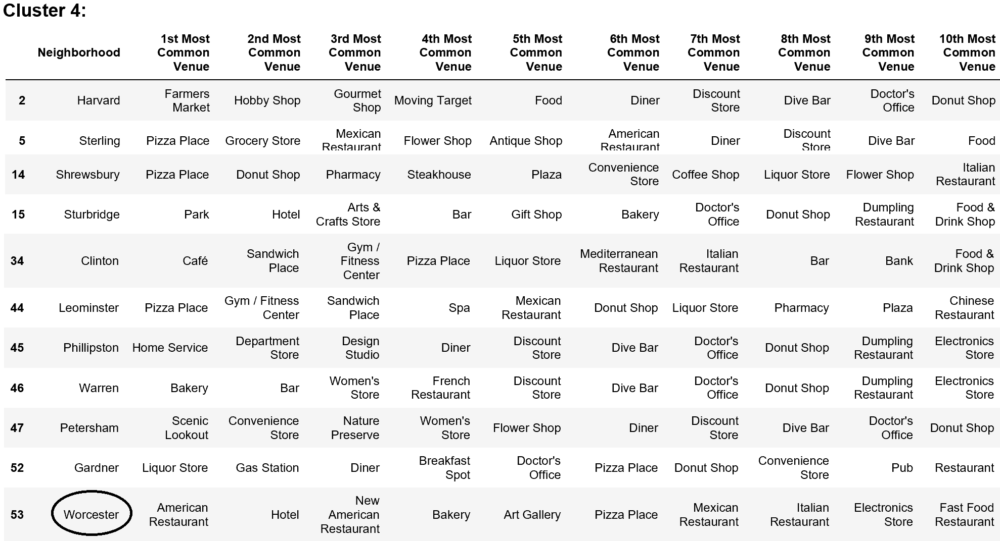 Cluster 4:
Neighborhood 1st Most Common Venue 2nd Most Common Venue 3rd Most Common Venue 4th Most Common Venue 5th Most Common Venue 6th Most Common Venue 7th Most Common Venue 8th Most Common Venue 9th Most Common Venue 10th Most Common Venue
2 Harvard Farmers Market Hobby Shop Gourmet Shop Moving Target Food Diner Discount Store Dive Bar Doctor's Office Donut Shop
5 Sterling Pizza Place Grocery Store Mexican Restaurant Flower Shop Antique Shop American Restaurant Diner Discount Store Dive Bar Food
14 Shrewsbury Pizza Place Donut Shop Pharmacy Steakhouse Plaza Convenience Store Coffee Shop Liquor Store Flower Shop Italian Restaurant
15 Sturbridge Park Hotel Arts & Crafts Store Bar Gift Shop Bakery Doctor's Office Donut Shop Dumpling Restaurant Food & Drink Shop
34 Clinton Café Sandwich Place Gym / Fitness Center Pizza Place Liquor Store Mediterranean Restaurant Italian Restaurant Bar Bank Food & Drink Shop
44 Leominster Pizza Place Gym / Fitness Center Sandwich Place Spa Mexican Restaurant Donut Shop Liquor Store Pharmacy Plaza Chinese Restaurant
45 Phillipston Home Service Department Store Design Studio Diner Discount Store Dive Bar Doctor's Office Donut Shop Dumpling Restaurant Electronics Store
46 Warren Bakery Bar Women's Store French Restaurant Discount Store Dive Bar Doctor's Office Donut Shop Dumpling Restaurant Electronics Store
47 Petersham Scenic Lookout Convenience Store Nature Preserve Women's Store Flower Shop Diner Discount Store Dive Bar Doctor's Office Donut Shop
52 Gardner Liquor Store Gas Station Diner Breakfast Spot Doctor's Office Pizza Place Donut Shop Convenience Store Pub Restaurant
53 Worcester American Restaurant Hotel New American Restaurant Bakery Art Gallery Pizza Place Mexican Restaurant Italian Restaurant Electronics Store Fast Food Restaurant